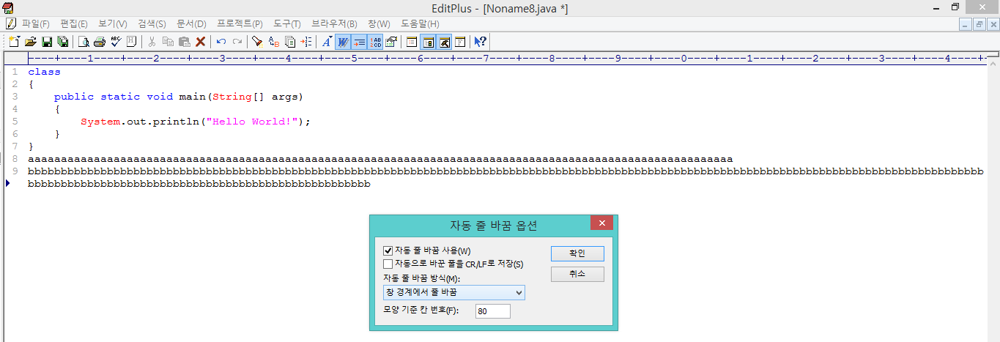 EditPlus - [Noname8.java *]
파일(F) 편집(E) 보기(V) 검색(S) 문서(D) 프로젝트(P) 도구(T) 브라우저(B) 창(W) 도움말(H)
----+----1----+----2----+----3----+----4----+----5----+----6----+----7----+----8----+----9----+----0----+----1----+----2----+----3----+----4----+-
1 class
2 {
3 public static void main(String[] args)
4 {
5 System.out.println("Hello World!");
6 }
7 }
8 aaaaaaaaaaaaaaaaaaaaaaaaaaaaaaaaaaaaaaaaaaaaaaaaaaaaaaaaaaaaaaaaaaaaaaaaaaaaaaaaaaaaaaaaaaaaaaaaaaaaaaaaaaa
9 bbbbbbbbbbbbbbbbbbbbbbbbbbbbbbbbbbbbbbbbbbbbbbbbbbbbbbbbbbbbbbbbbbbbbbbbbbbbbbbbbbbbbbbbbbbbbbbbbbbbbbbbbbbbbbbbbbbbbbbbbbbbbbbbbbbbbbbbbbbbb
bbbbbbbbbbbbbbbbbbbbbbbbbbbbbbbbbbbbbbbbbbbbbbbbbbbb
자동 줄 바꿈 옵션
자동 줄 바꿈 사용(W)
확인
자동으로 바꾼 줄을 CR/LF로 저장(S)
취소
자동 줄 바꿈 방식(M):
창 경계에서 줄 바꿈
모양 기준 칸 번호(F): 80